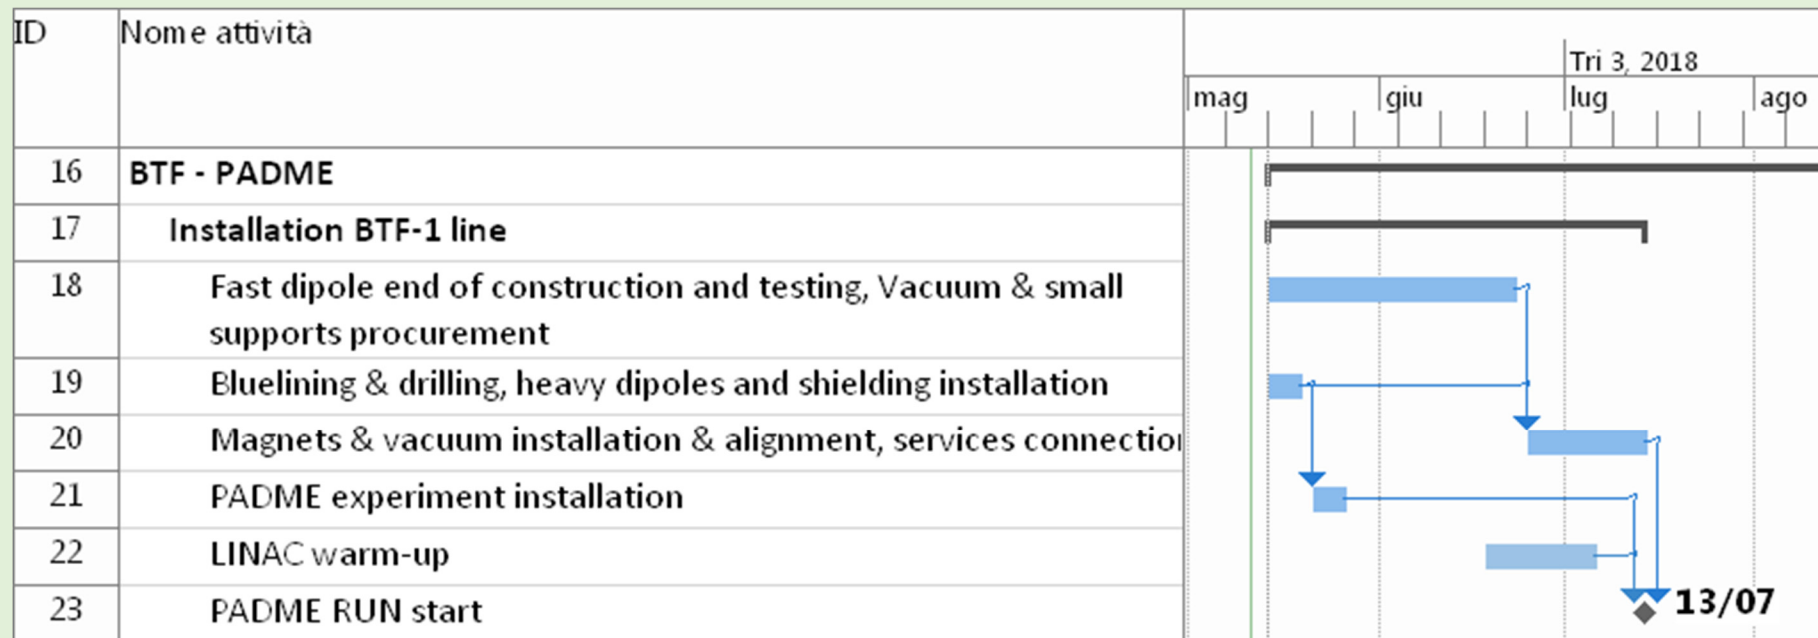 ID Nome attività
Tri 3, 2018
mag giu lug ago
16 BTF - PADME
17 Installation BTF-1 line
18 Fast dipole end of construction and testing, Vacuum & small
supports procurement
19 Bluelining & drilling, heavy dipoles and shielding installation
20 Magnets & vacuum installation & alignment, services connection
21 PADME experiment installation
22 LINAC warm-up
23 PADME RUN start 13/07